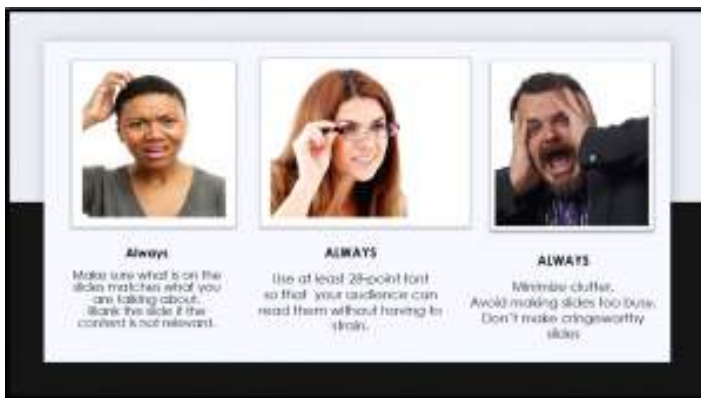 Always
Make sure what is on the
slides matches what you
are talking about.
Blank the slide if the
content is not relevant.
ALWAYS
Use at least 28-point font
so that your audience can
read them without having to
strain.
ALWAYS
Minimize clutter.
Avoid making slides too busy.
Don't make cringeworthy
slides